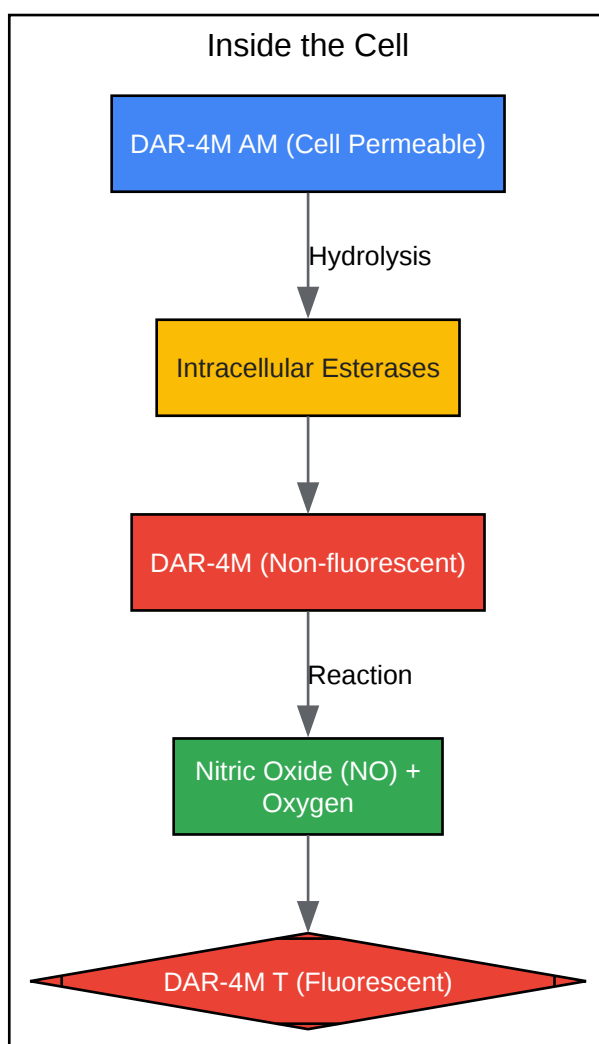 Inside the Cell
DAR-4M AM (Cell Permeable)
Hydrolysis
Intracellular Esterases
DAR-4M (Non-fluorescent)
Reaction
Nitric Oxide (NO) +
Oxygen
DAR-4M T (Fluorescent)